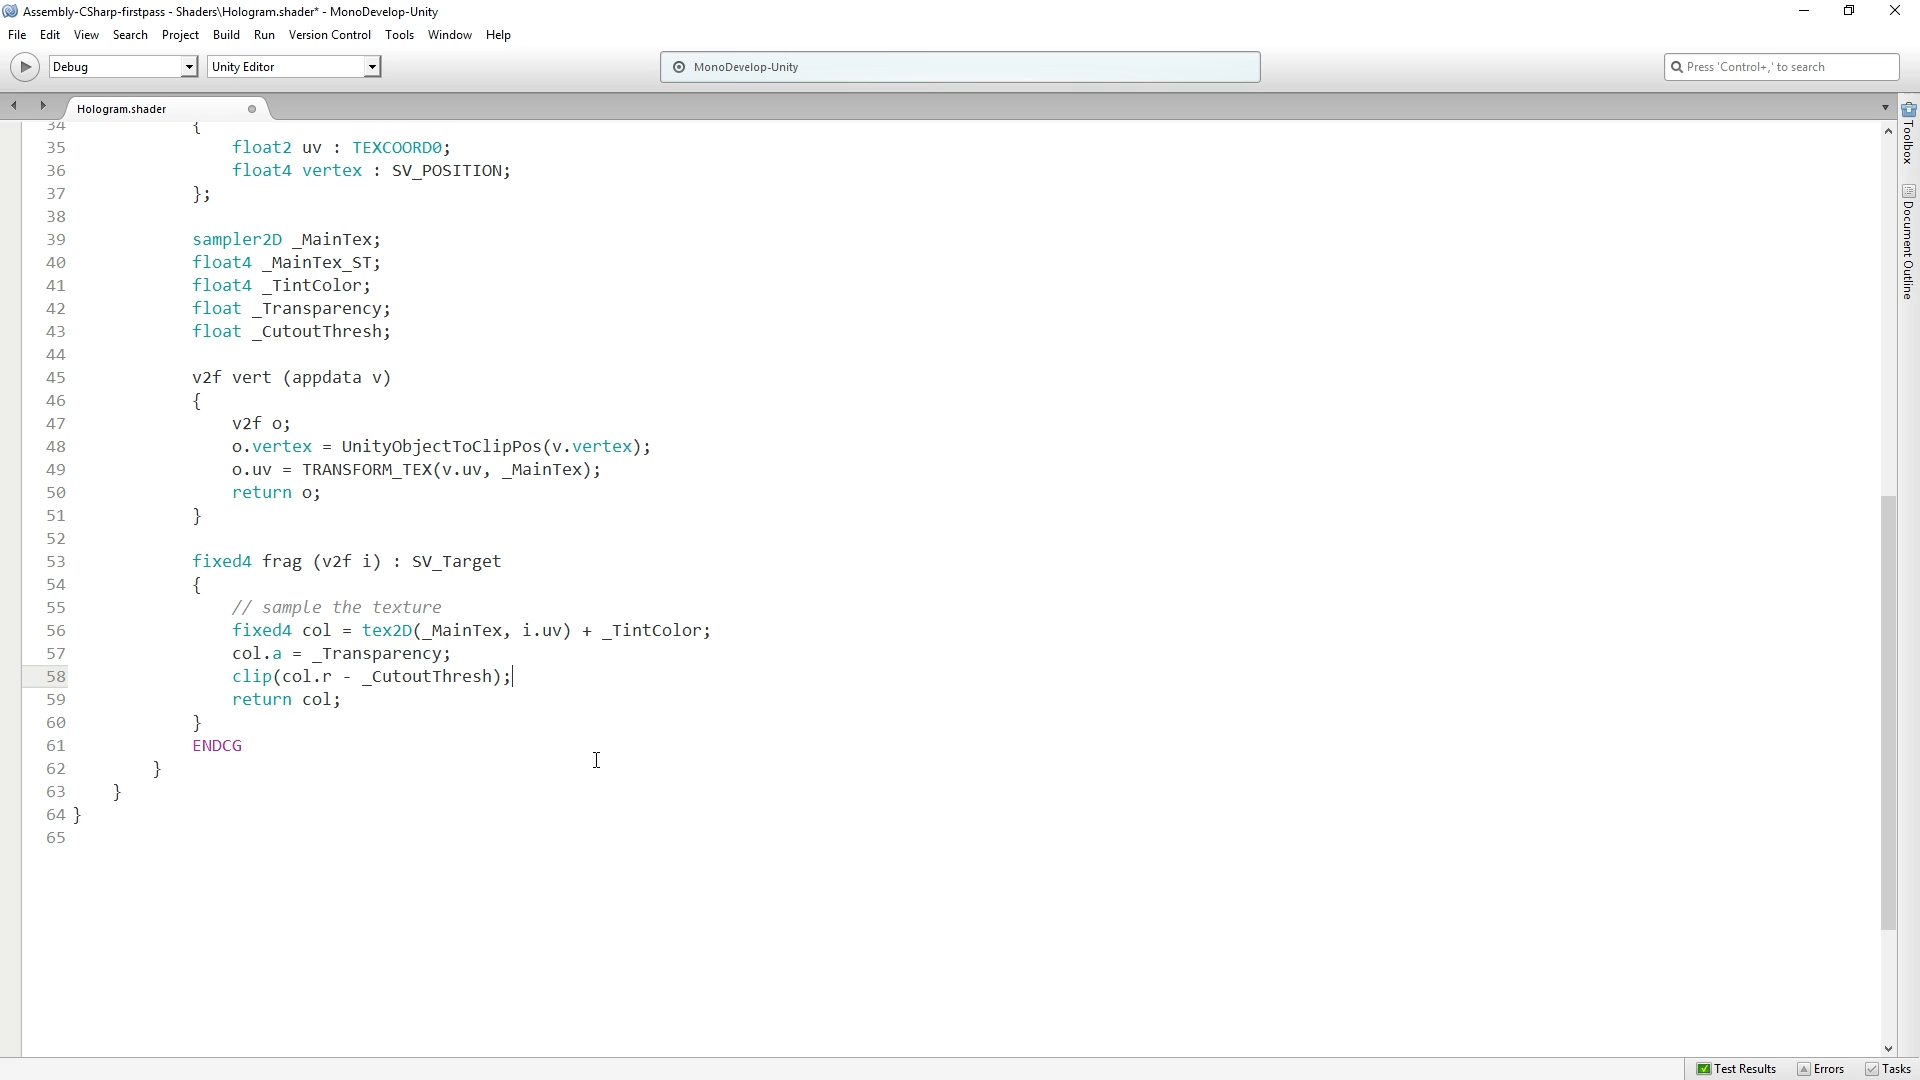 Assembly-CSharp-firstpass - Shaders\Hologram.shader* - MonoDevelop-Unity
File Edit View Search Project Build Run Version Control Tools Window Help
Debug Unity Editor MonoDevelop-Unity Press 'Control+,' to search
Hologram.shader
34 {
35 float2 uv : TEXCOORD0;
36 float4 vertex : SV_POSITION;
37 };
38
39 sampler2D _MainTex;
40 float4 _MainTex_ST;
41 float4 _TintColor;
42 float _Transparency;
43 float _CutoutThresh;
44
45 v2f vert (appdata v)
46 {
47 v2f o;
48 o.vertex = UnityObjectToClipPos(v.vertex);
49 o.uv = TRANSFORM_TEX(v.uv, _MainTex);
50 return o;
51 }
52
53 fixed4 frag (v2f i) : SV_Target
54 {
55 // sample the texture
56 fixed4 col = tex2D(_MainTex, i.uv) + _TintColor;
57 col.a = _Transparency;
58 clip(col.r - _CutoutThresh);
59 return col;
60 }
61 ENDCG
62 }
63 }
64 }
65
Toolbox
Document Outline
Test Results Errors Tasks